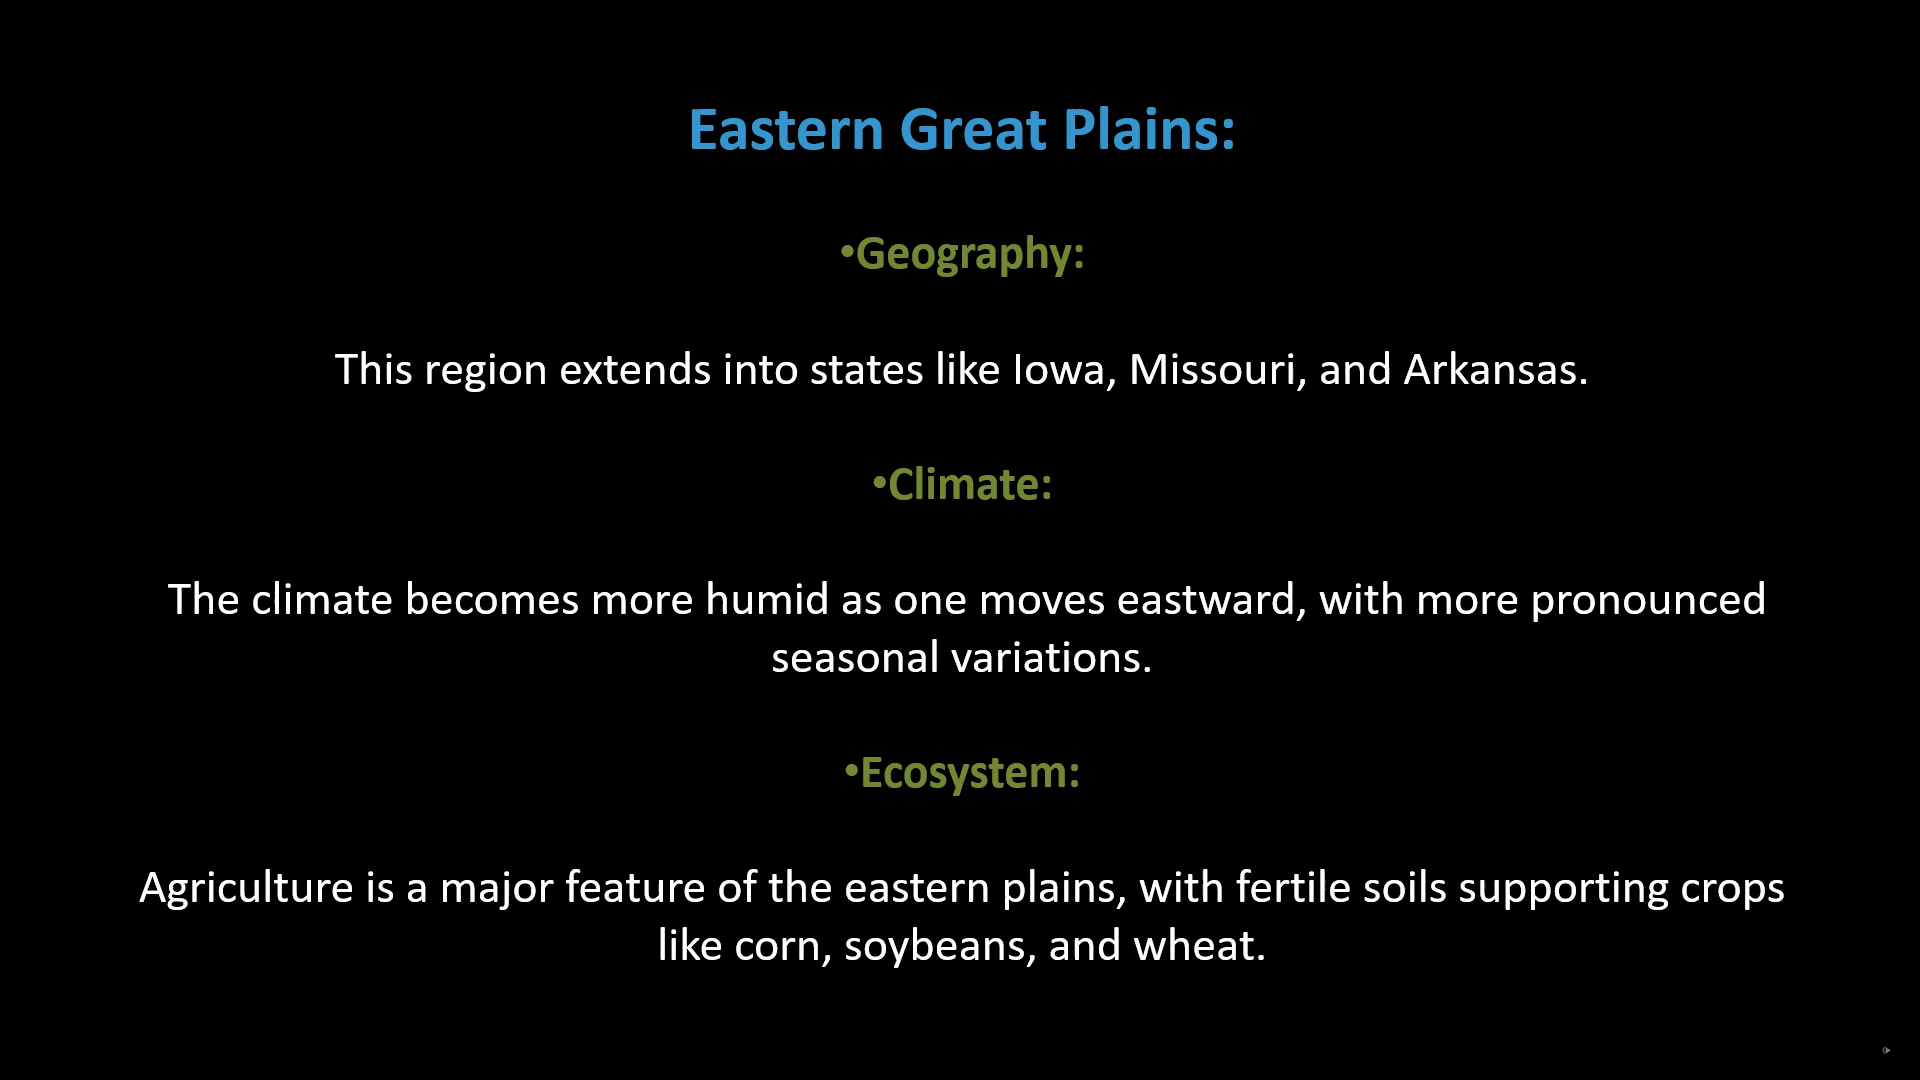 Eastern Great Plains:
•Geography:
This region extends into states like Iowa, Missouri, and Arkansas.
•Climate:
The climate becomes more humid as one moves eastward, with more pronounced
seasonal variations.
•Ecosystem:
Agriculture is a major feature of the eastern plains, with fertile soils supporting crops
like corn, soybeans, and wheat.